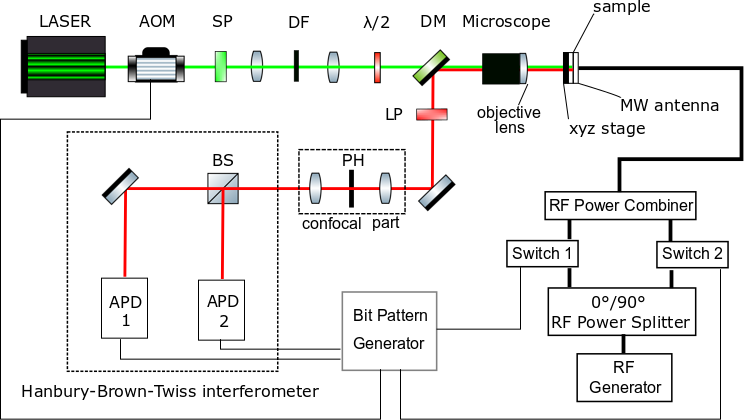 LASER
AOM
SP
DF
λ/2
DM
Microscope
sample
LP
objective
lens
MW antenna
xyz stage
BS
PH
confocal part
RF Power Combiner
Switch 1
Switch 2
APD
1
APD
2
Bit Pattern
Generator
0°/90°
RF Power Splitter
RF
Generator
Hanbury-Brown-Twiss interferometer